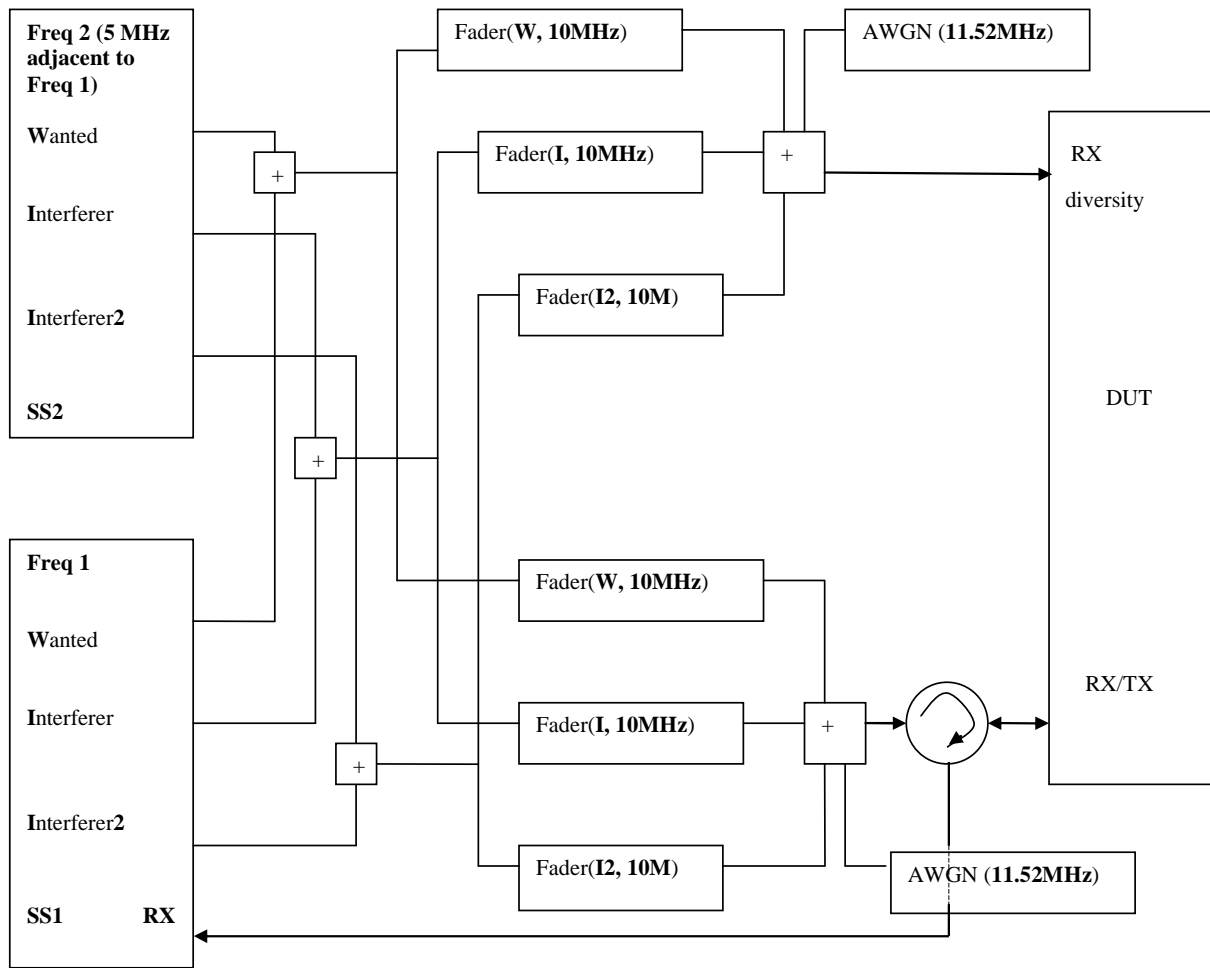 Freq 2 (5 MHz
adjacent to
Freq 1)
Wanted
Interferer
Interferer2
SS2
+
+
+
Freq 1
Wanted
Interferer
Interferer2
SS1 RX
Fader(W, 10MHz)
Fader(I, 10MHz)
Fader(I2, 10M)
+
AWGN (11.52MHz)
Fader(W, 10MHz)
Fader(I, 10MHz)
Fader(I2, 10M)
+
AWGN (11.52MHz)
RX
diversity
DUT
RX/TX